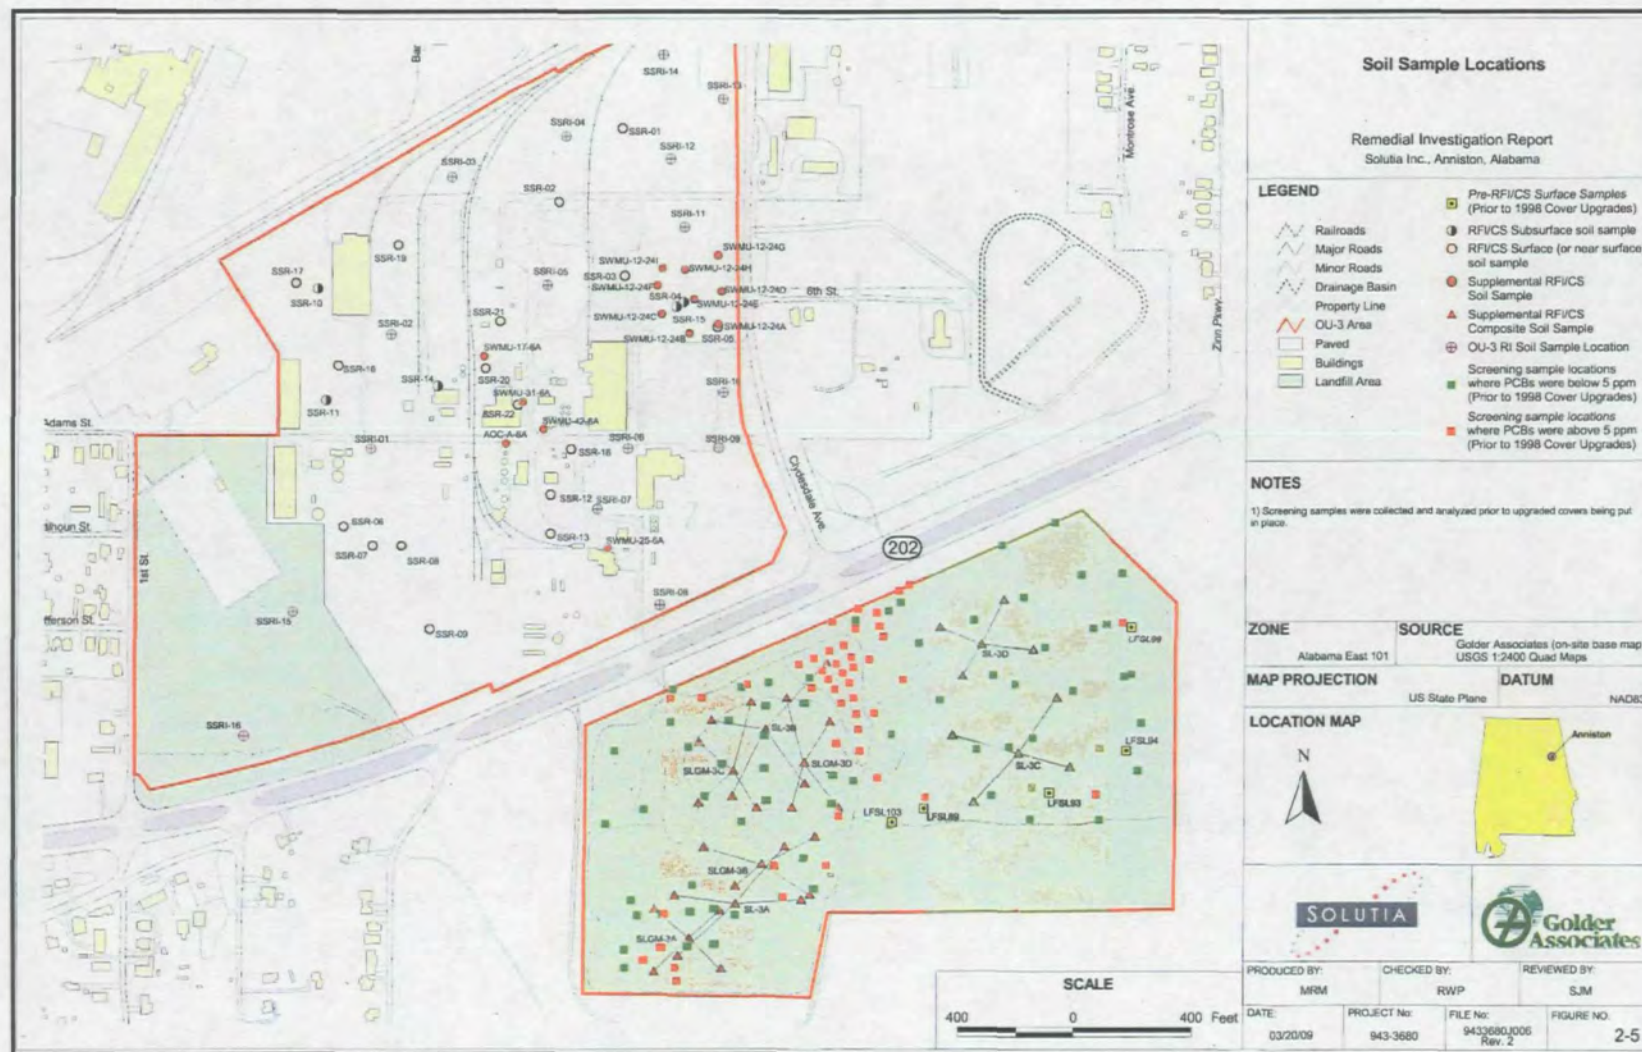 Soil Sample Locations
Remedial Investigation Report
Solutia Inc., Anniston, Alabama
LEGEND
Railroads
Major Roads
Minor Roads
Drainage Basin
Property Line
OU-3 Area
Paved
Buildings
Landfill Area
Pre-RFI/CS Surface Samples
(Prior to 1998 Cover Upgrades)
RFI/CS Subsurface soil sample
RFI/CS Surface (or near surface
soil sample
Supplemental RFI/CS
Soil Sample
Supplemental RFI/CS
Composite Soil Sample
OU-3 RI Soil Sample Location
Screening sample locations
where PCBs were below 5 ppm
(Prior to 1998 Cover Upgrades)
Screening sample locations
where PCBs were above 5 ppm
(Prior to 1998 Cover Upgrades)
NOTES
1) Screening samples were collected and analyzed prior to upgraded covers being put
in place.
ZONE
Alabama East 101
SOURCE
Golder Associates (on-site base map
USGS 1:2400 Quad Maps
MAP PROJECTION
US State Plane
DATUM
NAD83
LOCATION MAP
N
Anniston
SOLUTIA
Golder
Associates
PRODUCED BY:
MRM
CHECKED BY:
RWP
REVIEWED BY:
SJM
DATE:
03/20/09
PROJECT No:
943-3680
FILE No:
9433680J006
Rev. 2
FIGURE NO.
2-5
SCALE
400 0 400 Feet
Bar
SSRI-14
SSRI-13
SSRI-04
SSR-01
SSRI-12
SSRI-03
SSR-02
SSRI-11
SSR-19
SWMU-12-24G
SWMU-12-24I
SWMU-12-24H
SSR-17
SSRI-05
SSR-03
SWMU-12-24F
SWMU-12-24D
6th St.
SSR-10
SSR-04
SWMU-12-24E
SWMU-12-24C
SSR-15
SWMU-12-24A
SSR-21
SSRI-02
SWMU-12-24B
SSR-05
SWMU-17-6A
SSR-16
SSR-20
SSR-14
SSRI-10
SWMU-31-6A
SSR-11
SSR-22
SWMU-42-6A
Adams St.
AOC-A-6A
SSRI-01
SSR-18
SSRI-06
SSRI-09
SSR-12
SSRI-07
SSR-06
SSR-13
SSR-07
SSR-08
SWMU-25-6A
1st St.
SSRI-08
SSRI-15
SSR-09
SSRI-16
Clydesdale Ave.
Montrose Ave.
Zinn Pkwy.
202
LFSL98
SL-3D
SL-3B
SLGM-3C
SLGM-3D
SL-3C
LFSL94
LFSL93
LFSL103
LFSL89
SLGM-3B
SL-3A
SLGM-3A